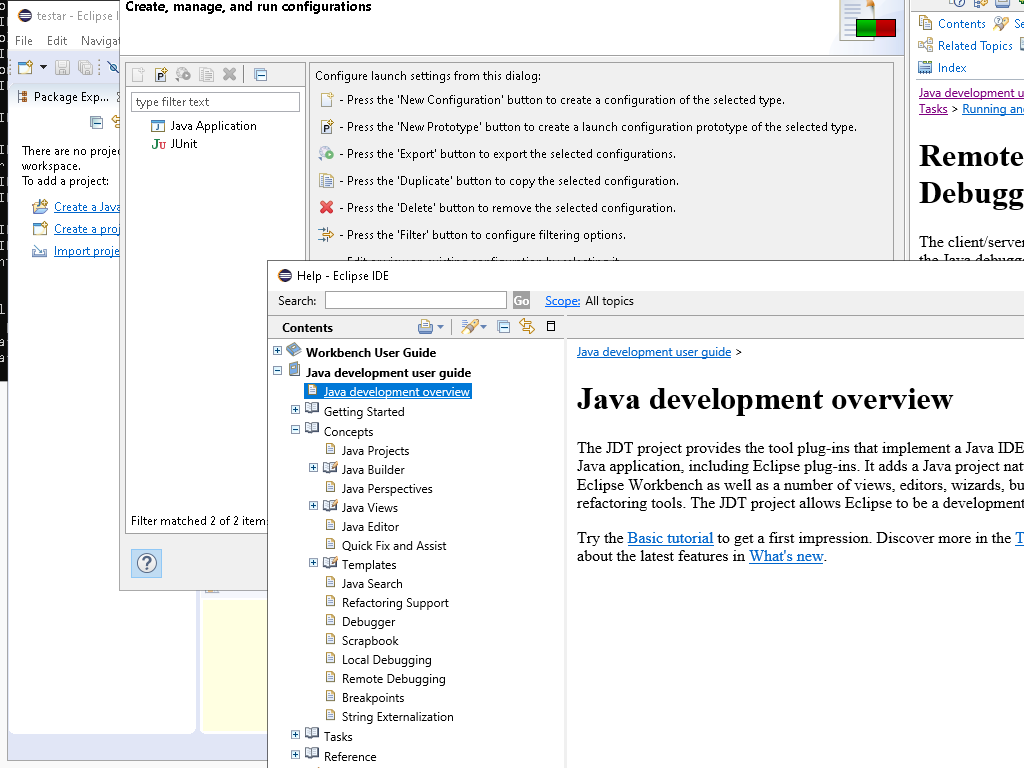 testar - Eclipse I
File Edit Navigat
Package Exp...
There are no projec
workspace.
To add a project:
Create a Java
Create a proj
Import proje
Create, manage, and run configurations
type filter text
Java Application
JUnit
Filter matched 2 of 2 item
Configure launch settings from this dialog:
- Press the 'New Configuration' button to create a configuration of the selected type.
- Press the 'New Prototype' button to create a launch configuration prototype of the selected type.
- Press the 'Export' button to export the selected configurations.
- Press the 'Duplicate' button to copy the selected configuration.
- Press the 'Delete' button to remove the selected configuration.
- Press the 'Filter' button to configure filtering options.
Contents Se
Related Topics
Index
Java development u
Tasks > Running and
Remote
Debugg
The client/server
the Java debugge
Help - Eclipse IDE
Search: Go Scope: All topics
Contents
Workbench User Guide
Java development user guide
Java development overview
Getting Started
Concepts
Java Projects
Java Builder
Java Perspectives
Java Views
Java Editor
Quick Fix and Assist
Templates
Java Search
Refactoring Support
Debugger
Scrapbook
Local Debugging
Remote Debugging
Breakpoints
String Externalization
Tasks
Reference
Java development user guide >
Java development overview
The JDT project provides the tool plug-ins that implement a Java IDE
Java application, including Eclipse plug-ins. It adds a Java project nat
Eclipse Workbench as well as a number of views, editors, wizards, bu
refactoring tools. The JDT project allows Eclipse to be a development
Try the Basic tutorial to get a first impression. Discover more in the T
about the latest features in What's new.